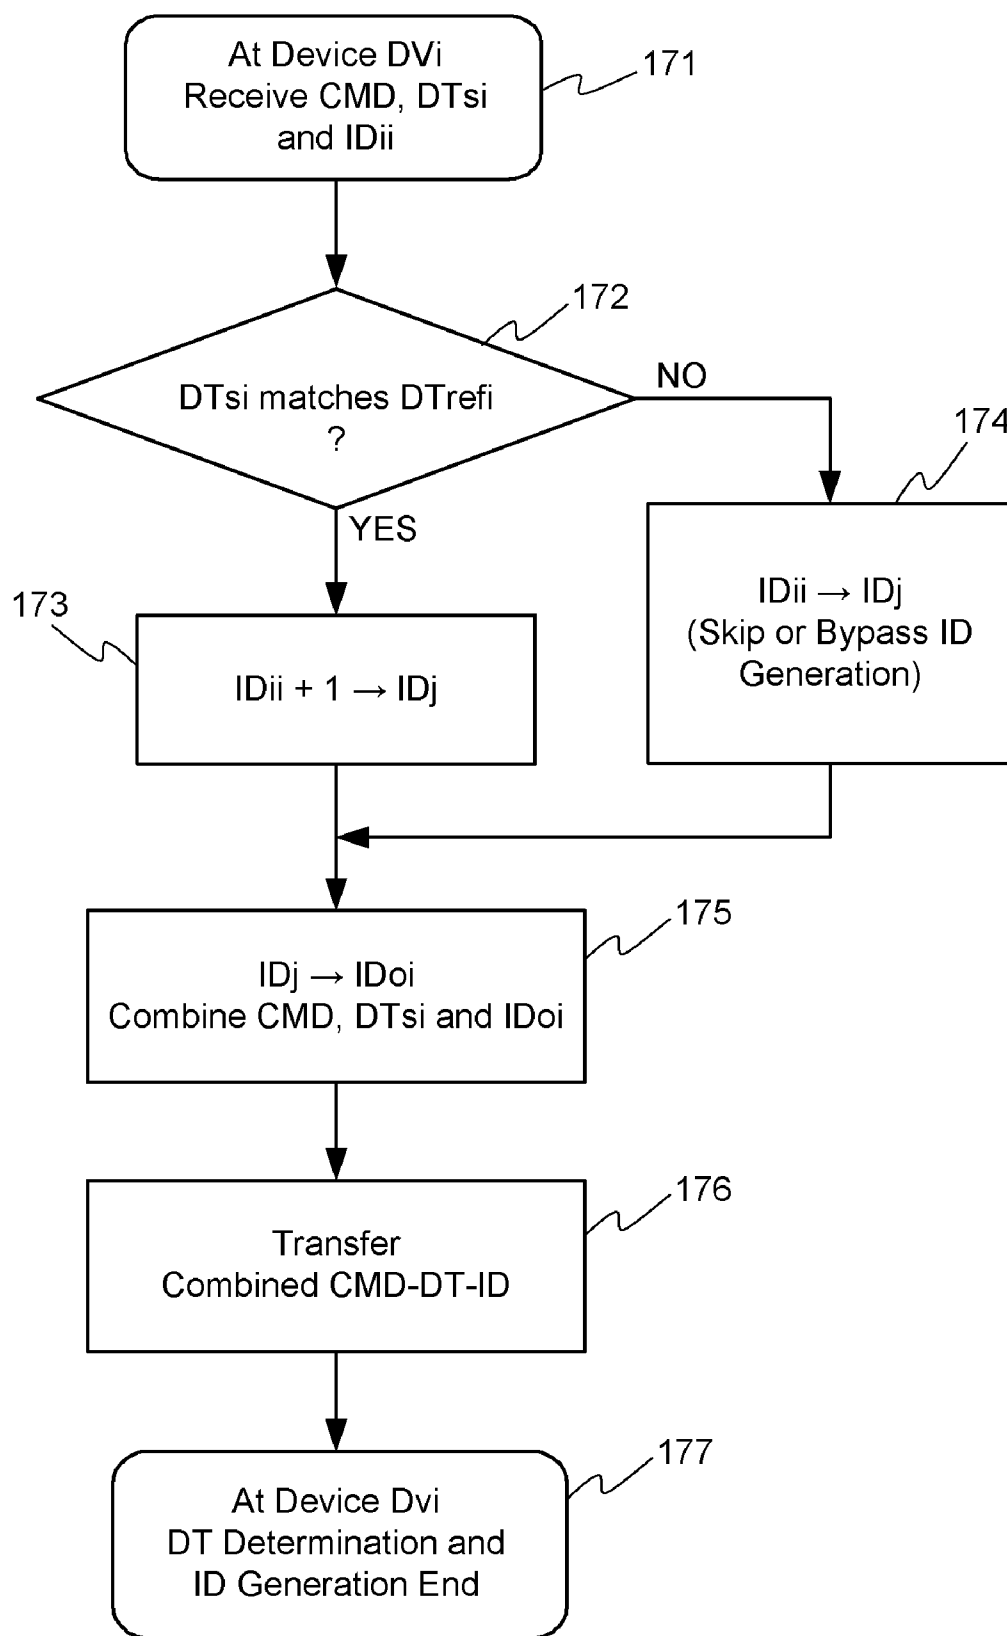 At Device DVi
Receive CMD, DTsi
and IDii
171
172
DTsi matches DTrefi
?
NO
YES
174
IDii → IDj
(Skip or Bypass ID
Generation)
173
IDii + 1 → IDj
175
IDj → IDoi
Combine CMD, DTsi and IDoi
176
Transfer
Combined CMD-DT-ID
177
At Device Dvi
DT Determination and
ID Generation End